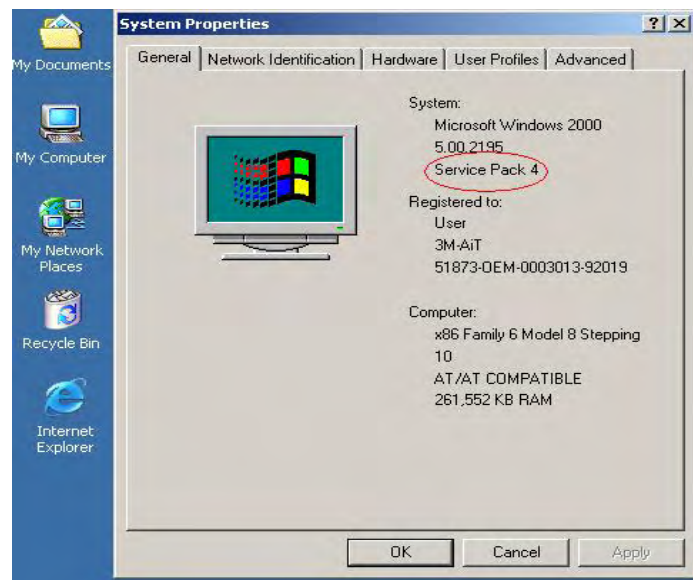 System Properties
My Documents
My Computer
My Network
Places
Recycle Bin
Internet
Explorer
General
Network Identification
Hardware
User Profiles
Advanced
System:
Microsoft Windows 2000
5.00.2195
Service Pack 4
Registered to:
User
3M-AiT
51873-OEM-0003013-92019
Computer:
x86 Family 6 Model 8 Stepping
10
AT/AT COMPATIBLE
261,552 KB RAM
OK
Cancel
Apply